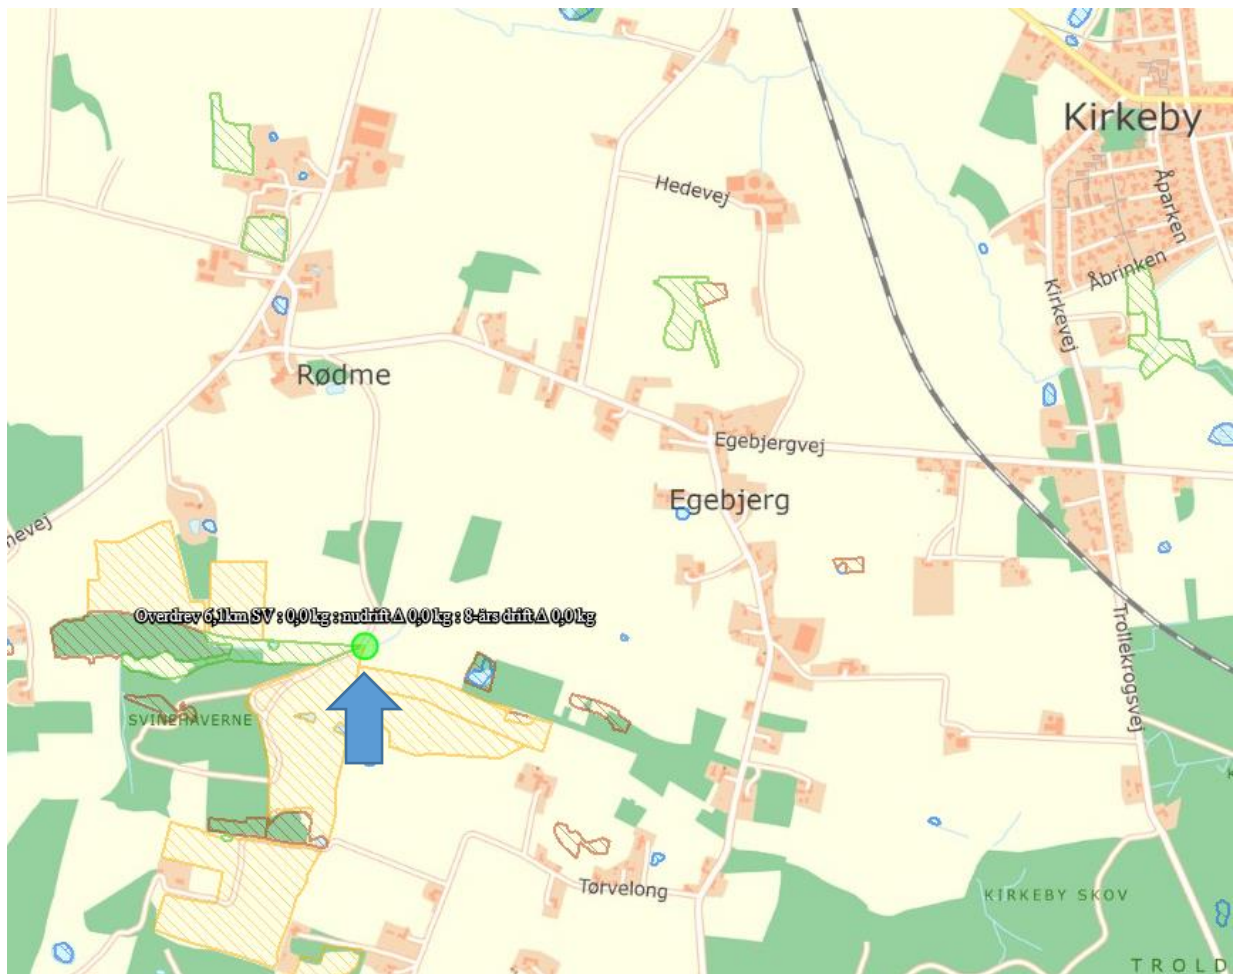 Kirkeby
Hedevej
Åparken
Åbrinken
Kirkevej
Rødme
Egebjergvej
Egebjerg
nevej
Overdrev 6,1km SV : 0,0 kg : nudrift Δ 0,0 kg : 8-års drift Δ 0,0 kg
Trollekrogsvej
SVINEHAVERNE
Tørvelong
KIRKEBY SKOV
TROLD